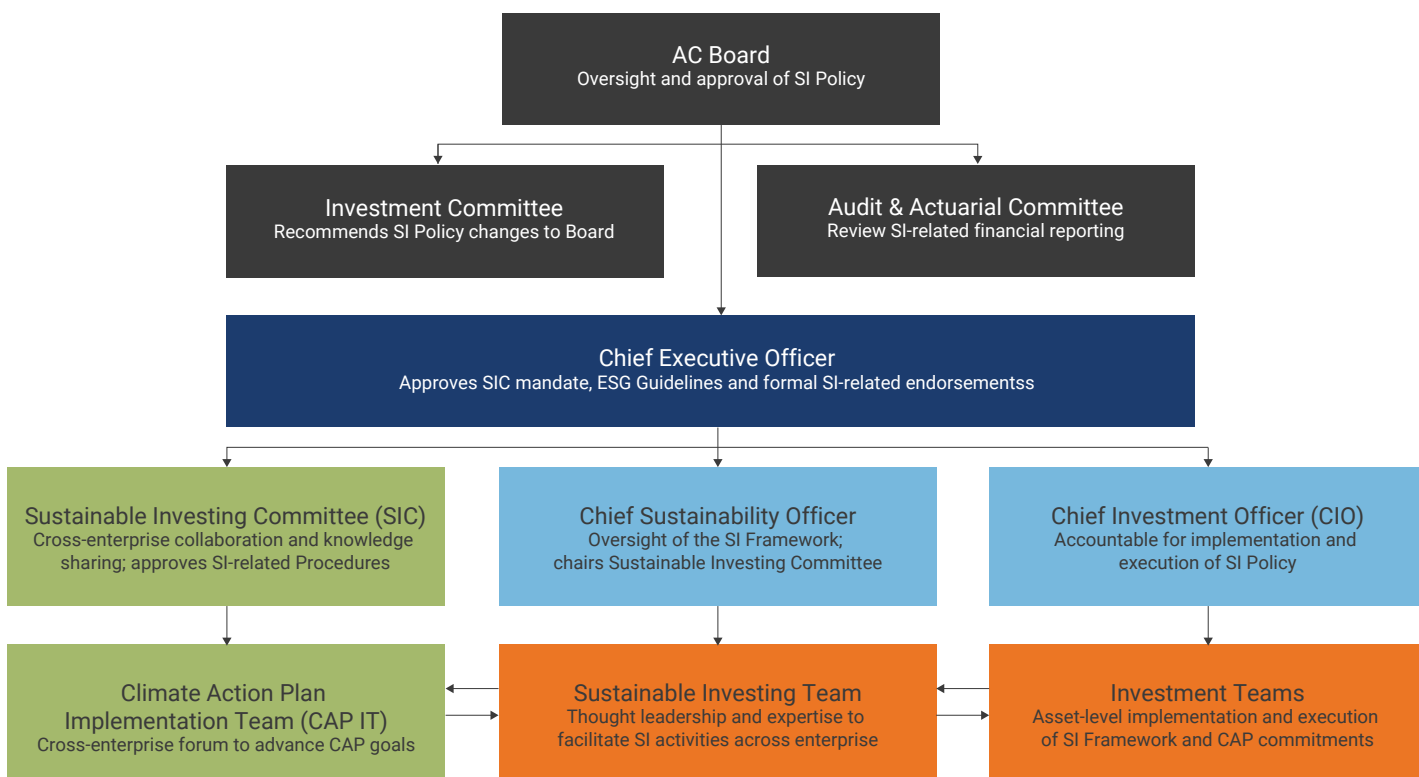 AC Board
Oversight and approval of SI Policy
Investment Committee
Recommends SI Policy changes to Board
Audit & Actuarial Committee
Review SI-related financial reporting
Chief Executive Officer
Approves SIC mandate, ESG Guidelines and formal SI-related endorsementss
Sustainable Investing Committee (SIC)
Cross-enterprise collaboration and knowledge
sharing; approves SI-related Procedures
Chief Sustainability Officer
Oversight of the SI Framework;
chairs Sustainable Investing Committee
Chief Investment Officer (CIO)
Accountable for implementation and
execution of SI Policy
Climate Action Plan
Implementation Team (CAP IT)
Cross-enterprise forum to advance CAP goals
Sustainable Investing Team
Thought leadership and expertise to
facilitate SI activities across enterprise
Investment Teams
Asset-level implementation and execution
of SI Framework and CAP commitments